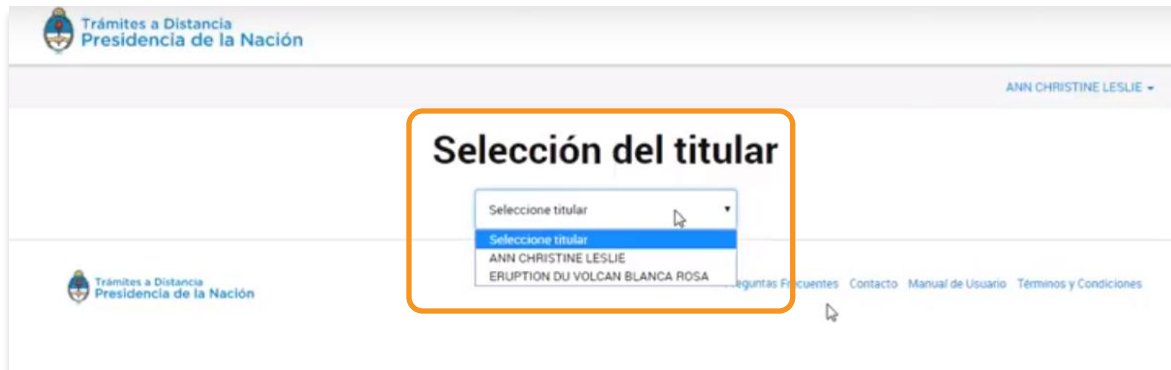 Trámites a Distancia
Presidencia de la Nación
ANN CHRISTINE LESLIE
Selección del titular
Seleccione titular
Seleccione titular
ANN CHRISTINE LESLIE
ERUPTION DU VOLCAN BLANCA ROSA
Trámites a Distancia
Presidencia de la Nación
Frecuentes Contacto Manual de Usuario Términos y Condiciones